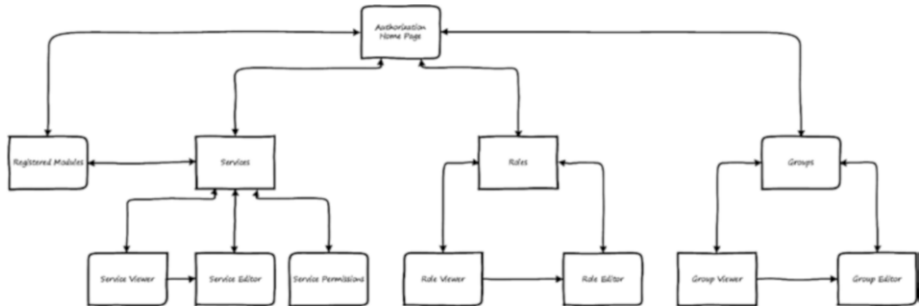 Authorization
Home Page
Registered Modules
Services
Roles
Groups
Service Viewer
Service Editor
Service Permissions
Role Viewer
Role Editor
Group Viewer
Group Editor